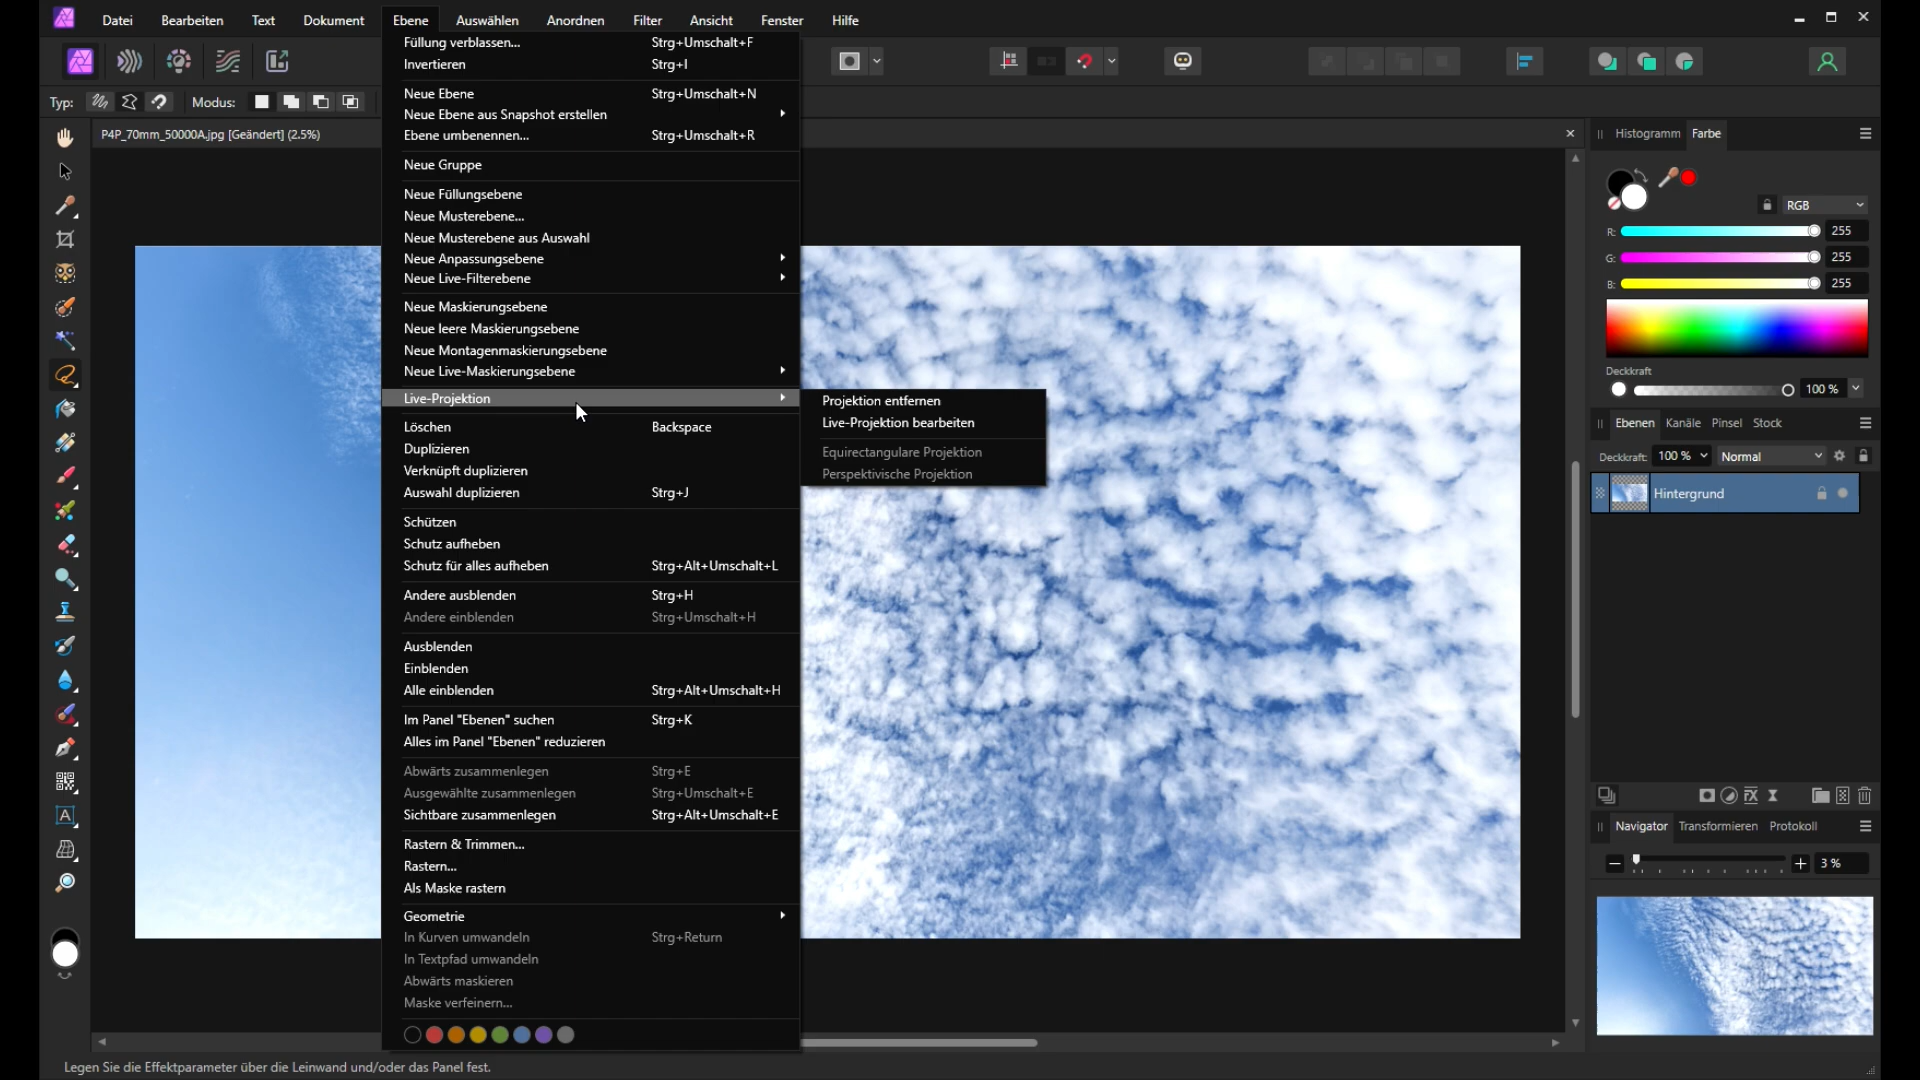 Datei Bearbeiten Text Dokument Ebene Auswählen Anordnen Filter Ansicht Fenster Hilfe
Typ: Modus:
P4P_70mm_50000A.jpg [Geändert] (2.5%)
Füllung verblassen... Strg+Umschalt+F
Invertieren Strg+I
Neue Ebene Strg+Umschalt+N
Neue Ebene aus Snapshot erstellen
Ebene umbenennen... Strg+Umschalt+R
Neue Gruppe
Neue Füllungsebene
Neue Musterebene...
Neue Musterebene aus Auswahl
Neue Anpassungsebene
Neue Live-Filterebene
Neue Maskierungsebene
Neue leere Maskierungsebene
Neue Montagenmaskierungsebene
Neue Live-Maskierungsebene
Live-Projektion
Löschen Backspace
Duplizieren
Verknüpft duplizieren
Auswahl duplizieren Strg+J
Schützen
Schutz aufheben
Schutz für alles aufheben Strg+Alt+Umschalt+L
Andere ausblenden Strg+H
Andere einblenden Strg+Umschalt+H
Ausblenden
Einblenden
Alle einblenden Strg+Alt+Umschalt+H
Im Panel "Ebenen" suchen Strg+K
Alles im Panel "Ebenen" reduzieren
Abwärts zusammenlegen Strg+E
Ausgewählte zusammenlegen Strg+Umschalt+E
Sichtbare zusammenlegen Strg+Alt+Umschalt+E
Rastern & Trimmen...
Rastern...
Als Maske rastern
Geometrie
In Kurven umwandeln Strg+Return
In Textpfad umwandeln
Abwärts maskieren
Maske verfeinern...
Projektion entfernen
Live-Projektion bearbeiten
Equirectangulare Projektion
Perspektivische Projektion
Histogramm Farbe
RGB
R: 255
G: 255
B: 255
Deckkraft
100 %
Ebenen Kanäle Pinsel Stock
Deckkraft: 100 % Normal
Hintergrund
Navigator Transformieren Protokoll
3 %
Legen Sie die Effektparameter über die Leinwand und/oder das Panel fest.